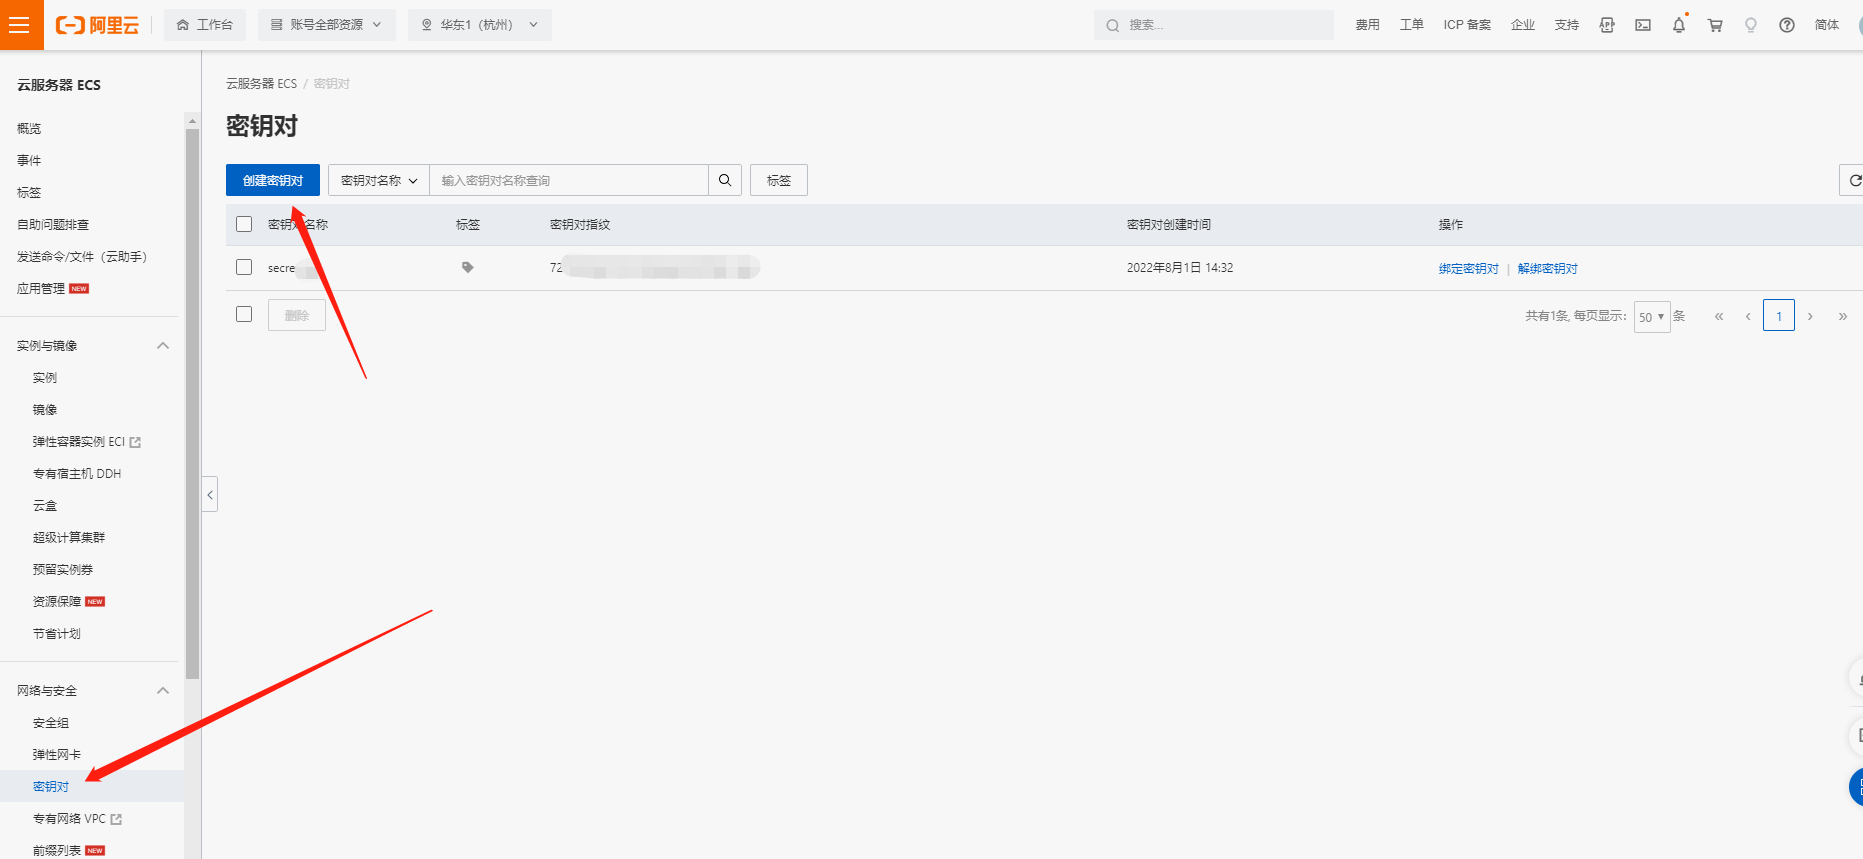 阿里云 工作台 账号全部资源 华东1（杭州） 搜索... 费用 工单 ICP 备案 企业 支持 简体
云服务器 ECS
概览
事件
标签
自助问题排查
发送命令/文件（云助手）
应用管理 NEW
实例与镜像
实例
镜像
弹性容器实例 ECI
专有宿主机 DDH
云盒
超级计算集群
预留实例券
资源保障 NEW
节省计划
网络与安全
安全组
弹性网卡
密钥对
专有网络 VPC
前缀列表 NEW
云服务器 ECS / 密钥对
密钥对
创建密钥对 密钥对名称 输入密钥对名称查询 标签
密钥对名称 标签 密钥对指纹 密钥对创建时间 操作
secre 72 2022年8月1日 14:32 绑定密钥对 | 解绑密钥对
删除 共有1条, 每页显示: 50 条 « ‹ 1 › »